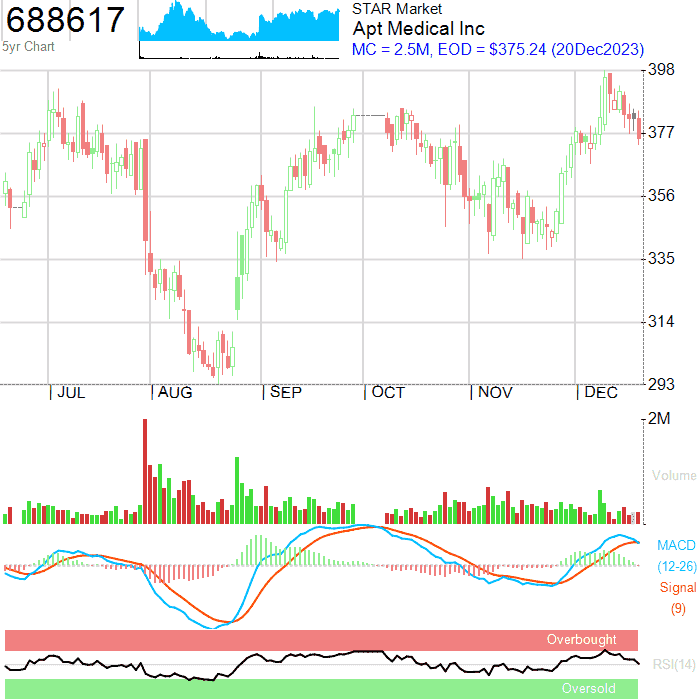 688617
5yr Chart
STAR Market
Apt Medical Inc
MC = 2.5M, EOD = $375.24 (20Dec2023)
398
377
356
335
314
293
JUL AUG SEP OCT NOV DEC
2M
Volume
MACD
(12-26)
Signal
(9)
Overbought
RSI(14)
Oversold